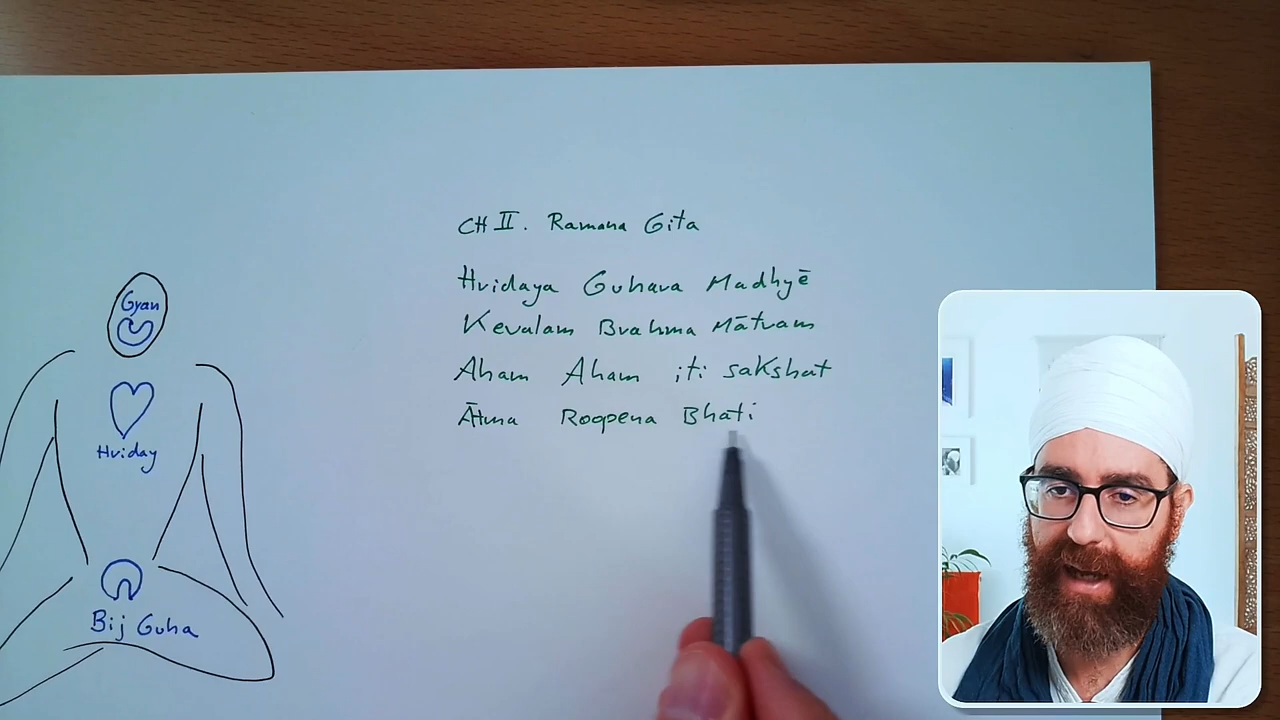 CH II. Ramana Gita
Hridaya Guhara Madhyē
Kevalam Brahma Mātram
Aham Aham iti sakshat
Ātma Roopena Bhati
Gyan
Hriday
Bij Guha